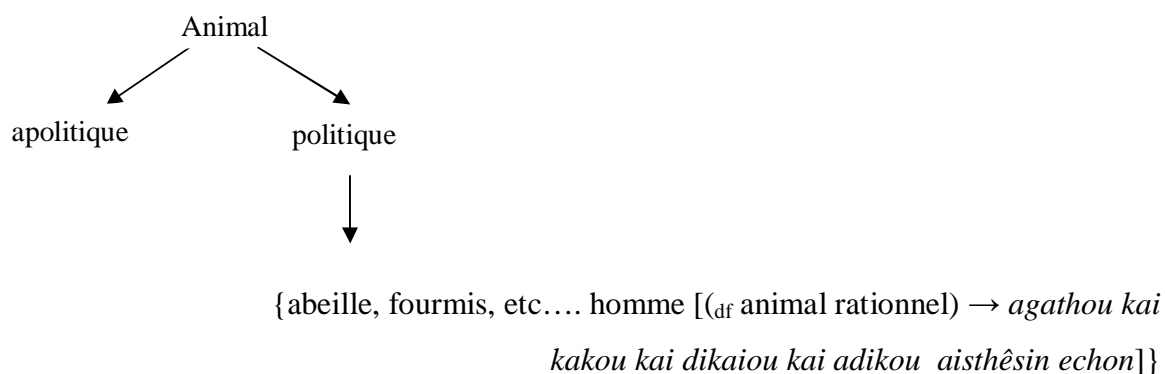 Animal
apolitique politique
{abeille, fourmis, etc…. homme [(df animal rationnel) → agathou kai
kakou kai dikaiou kai adikou aisthêsin echon]}